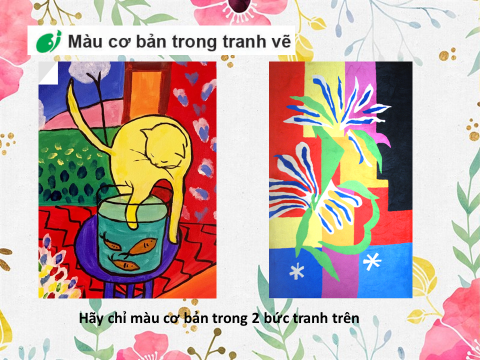 Màu cơ bản trong tranh vẽ
Hãy chỉ màu cơ bản trong 2 bức tranh trên